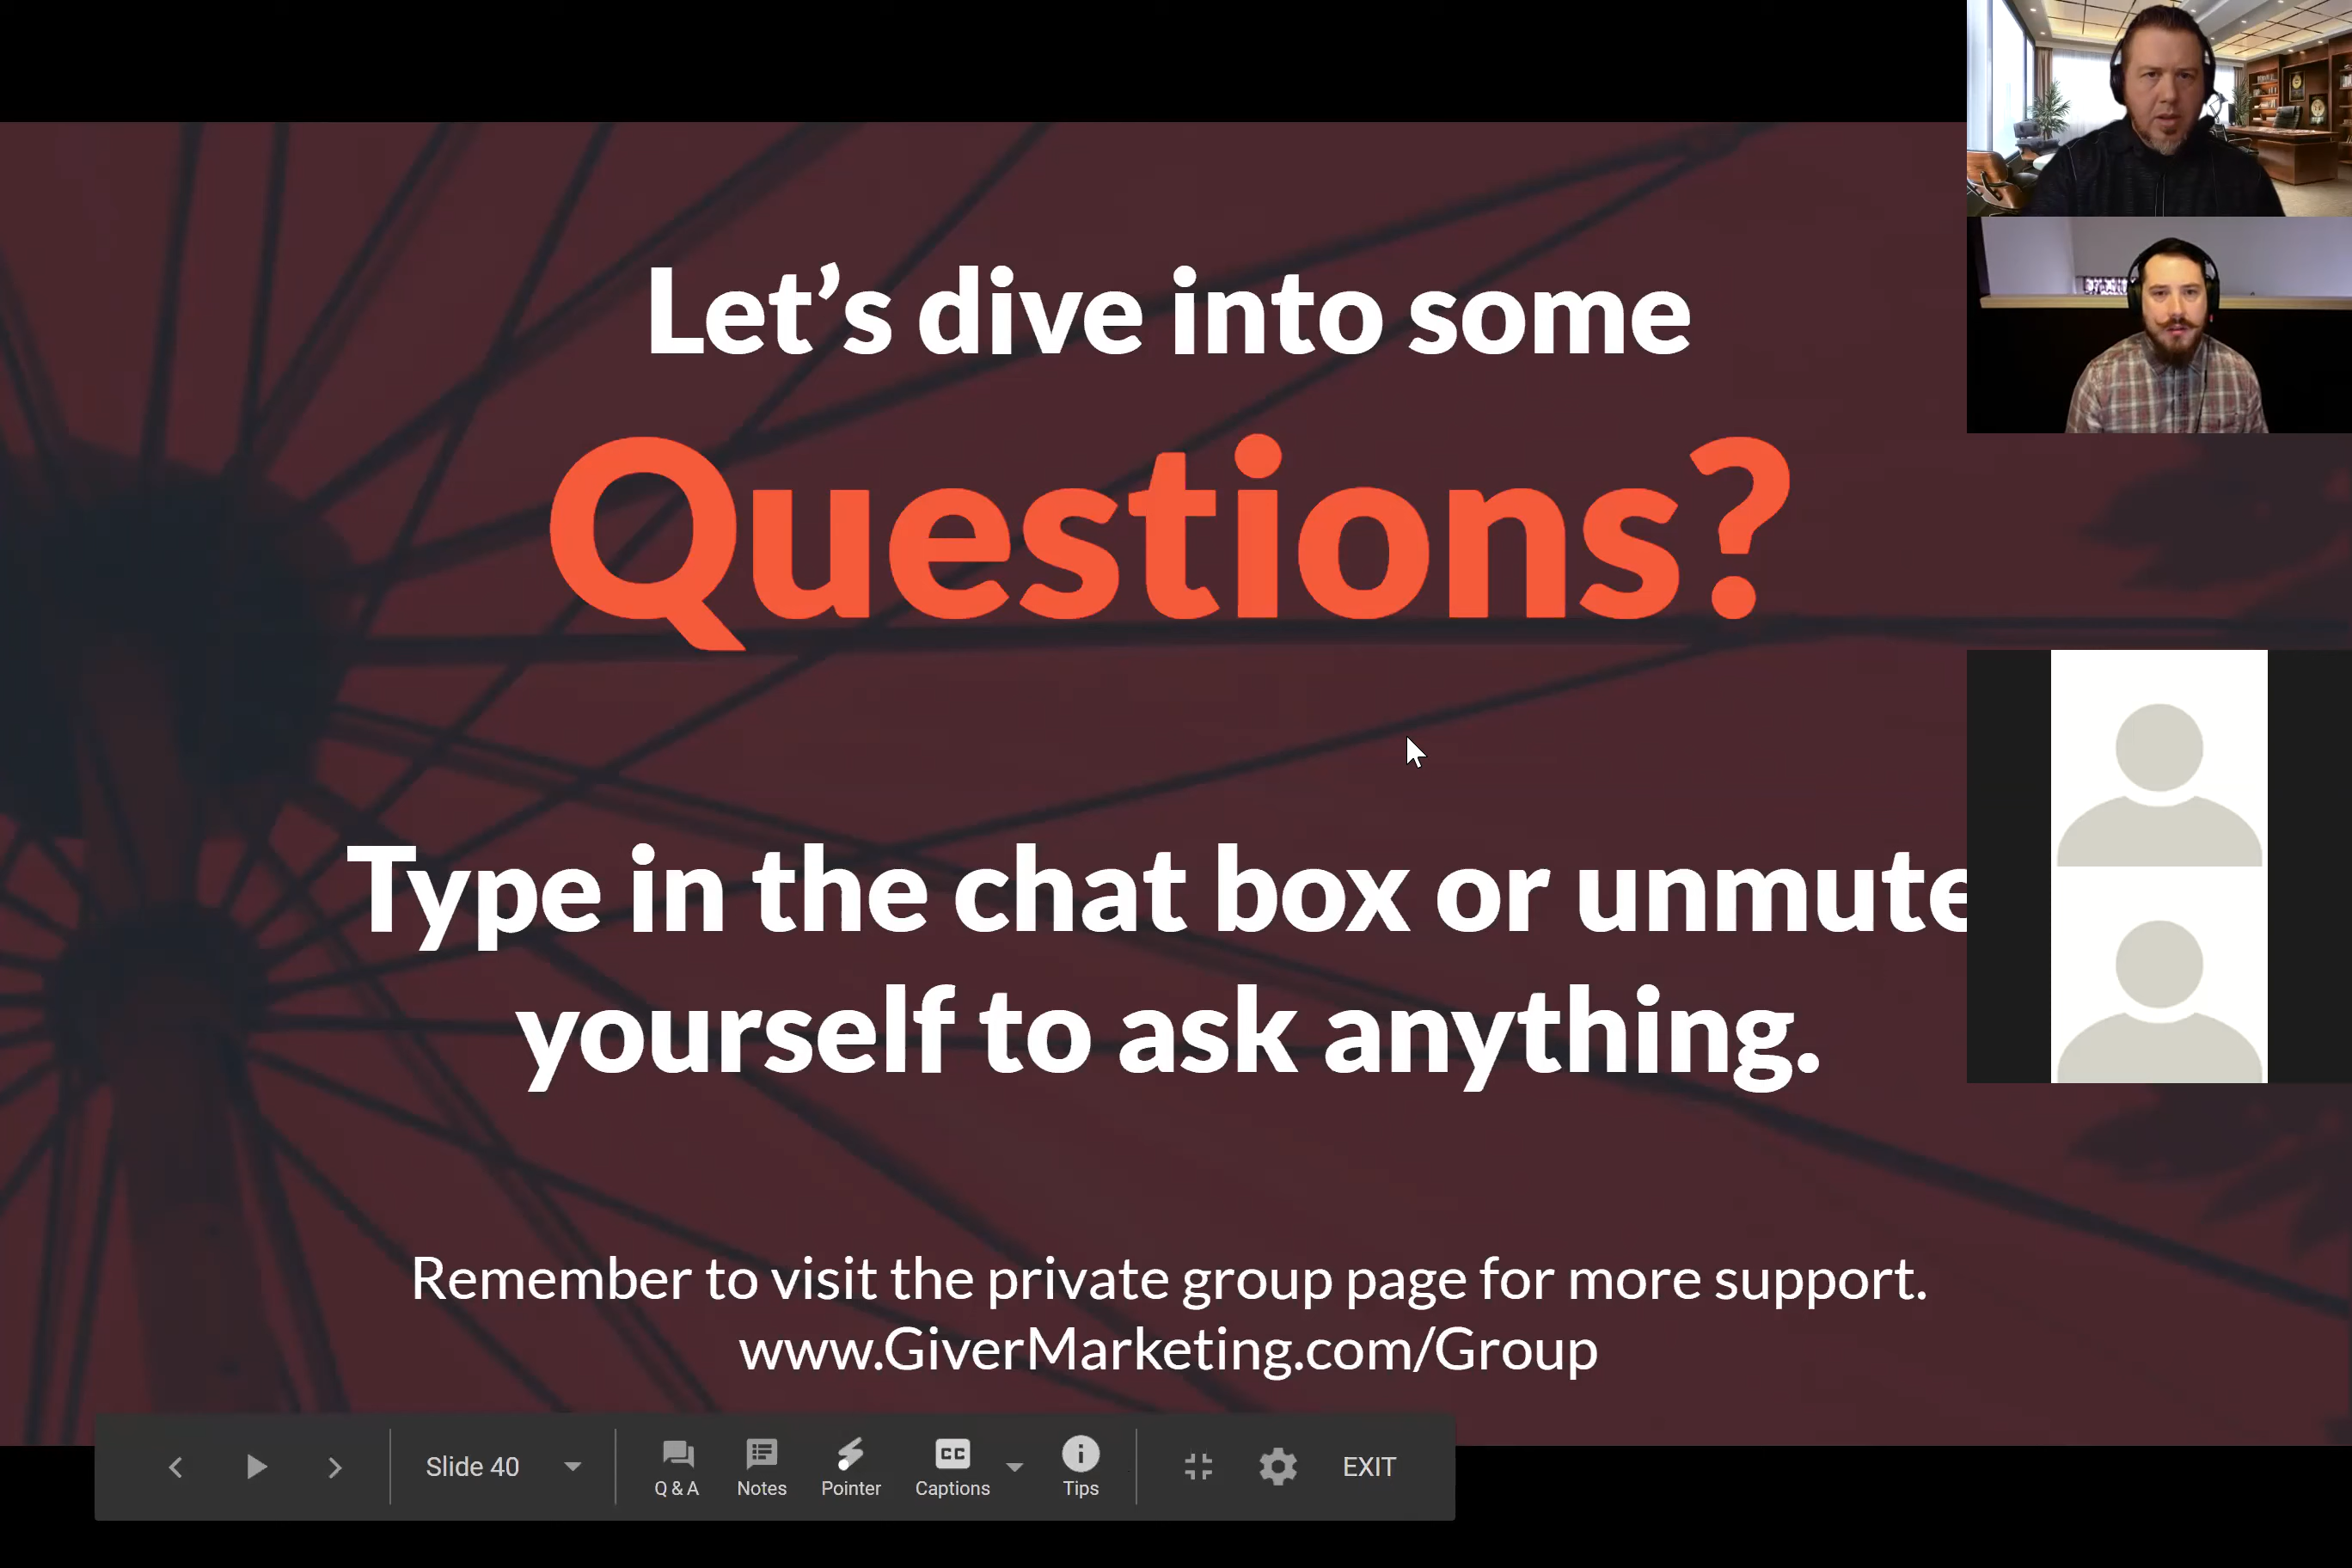 Let’s dive into some
Questions?
Type in the chat box or unmute
yourself to ask anything.
Remember to visit the private group page for more support.
www.GiverMarketing.com/Group
Slide 40
Q & A
Notes
Pointer
CC
Captions
Tips
EXIT